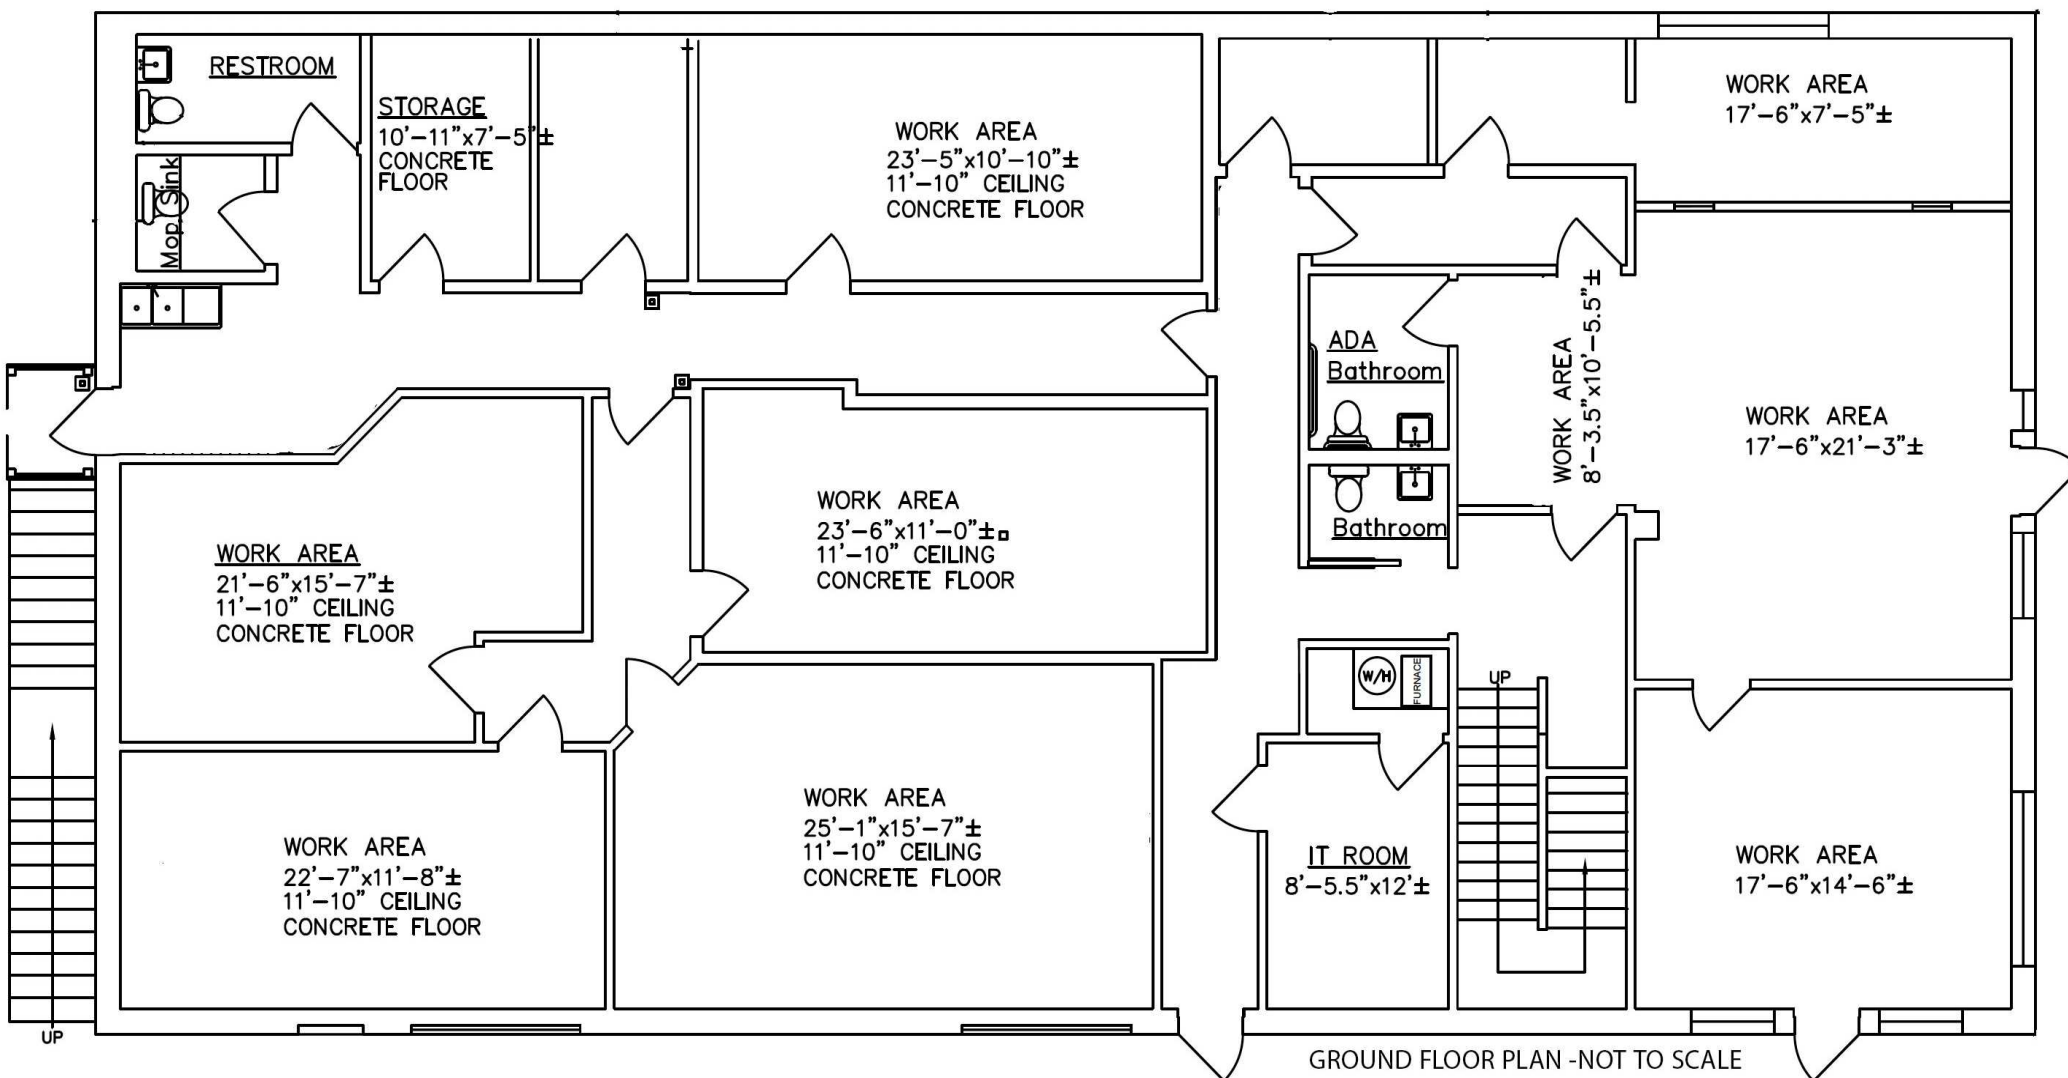 RESTROOM
Mop Sink
STORAGE
10'-11"x7'-5"±
CONCRETE
FLOOR
WORK AREA
23'-5"x10'-10"±
11'-10" CEILING
CONCRETE FLOOR
WORK AREA
17'-6"x7'-5"±
ADA
Bathroom
Bathroom
WORK AREA
8'-3.5"x10'-5.5"±
WORK AREA
17'-6"x21'-3"±
WORK AREA
21'-6"x15'-7"±
11'-10" CEILING
CONCRETE FLOOR
WORK AREA
23'-6"x11'-0"±
11'-10" CEILING
CONCRETE FLOOR
W/H
FURNACE
UP
WORK AREA
22'-7"x11'-8"±
11'-10" CEILING
CONCRETE FLOOR
WORK AREA
25'-1"x15'-7"±
11'-10" CEILING
CONCRETE FLOOR
IT ROOM
8'-5.5"x12'±
WORK AREA
17'-6"x14'-6"±
UP
GROUND FLOOR PLAN -NOT TO SCALE